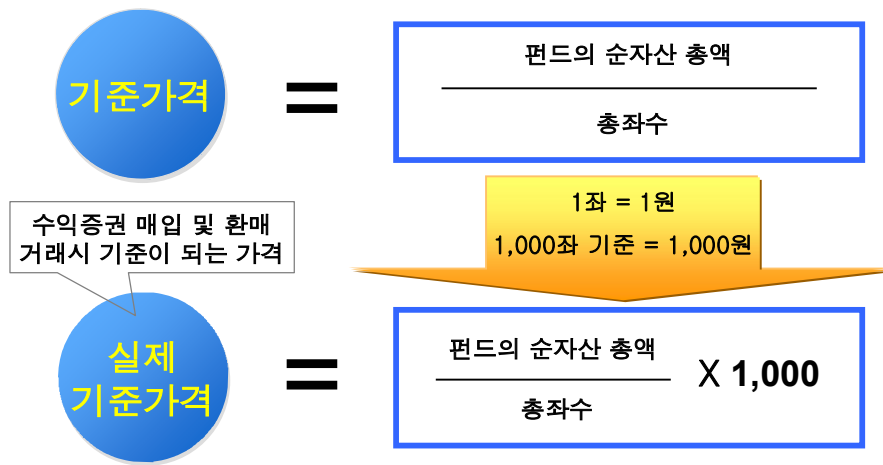 기준가격
=
펀드의 순자산 총액
총좌수
1좌 = 1원
1,000좌 기준 = 1,000원
수익증권 매입 및 환매
거래시 기준이 되는 가격
실제
기준가격
=
펀드의 순자산 총액
총좌수
X 1,000